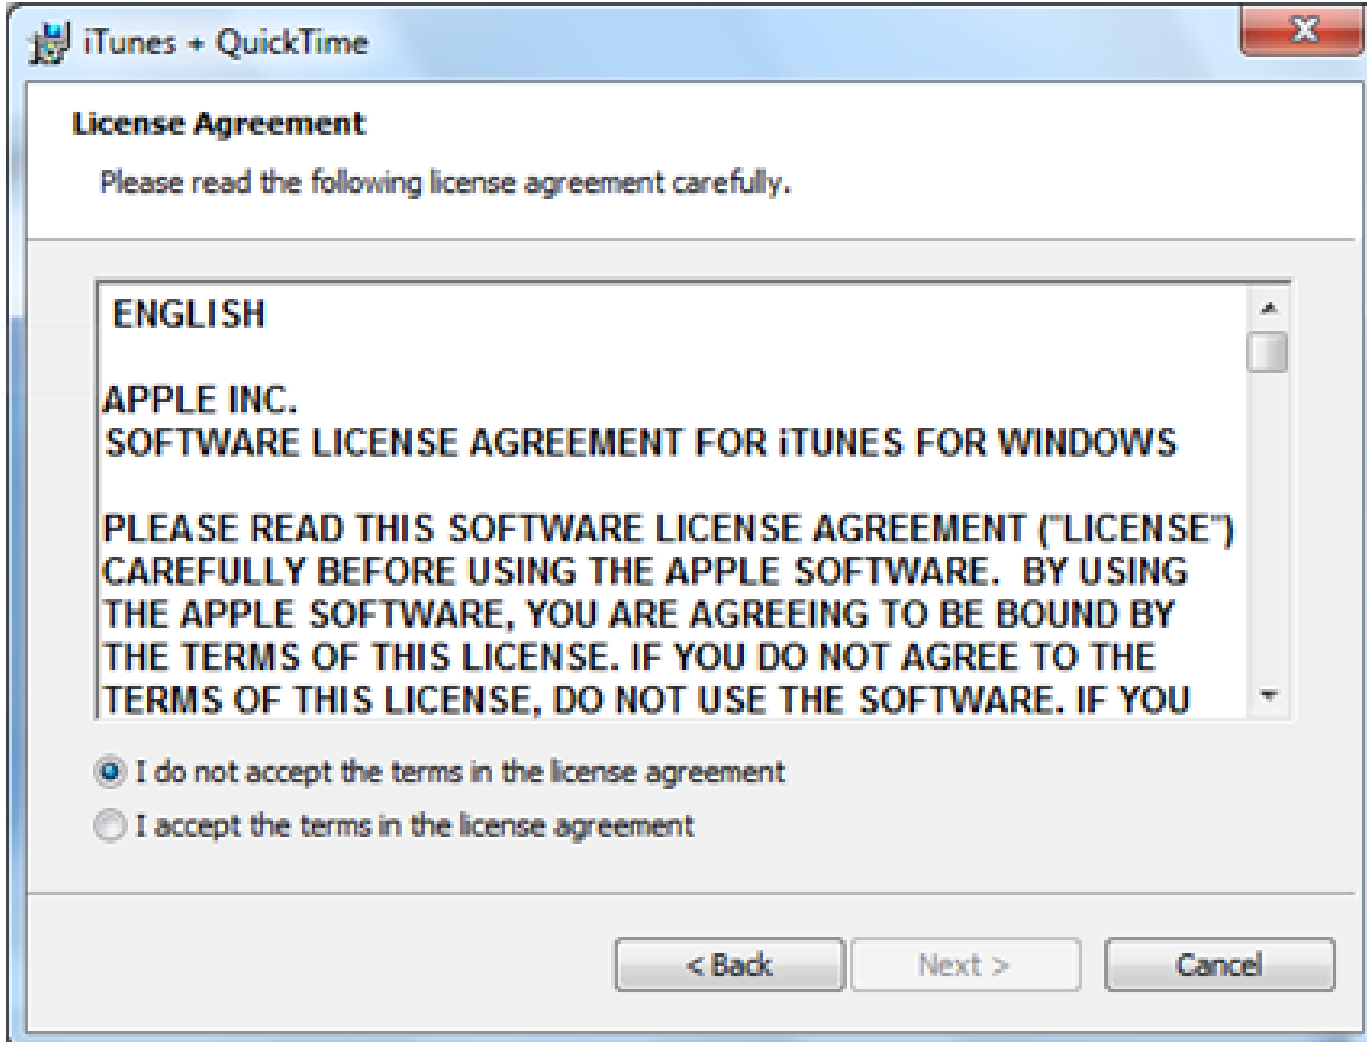 iTunes + QuickTime
License Agreement
Please read the following license agreement carefully.
ENGLISH
APPLE INC.
SOFTWARE LICENSE AGREEMENT FOR iTUNES FOR WINDOWS
PLEASE READ THIS SOFTWARE LICENSE AGREEMENT ("LICENSE")
CAREFULLY BEFORE USING THE APPLE SOFTWARE.  BY USING
THE APPLE SOFTWARE, YOU ARE AGREEING TO BE BOUND BY
THE TERMS OF THIS LICENSE. IF YOU DO NOT AGREE TO THE
TERMS OF THIS LICENSE, DO NOT USE THE SOFTWARE. IF YOU
I do not accept the terms in the license agreement
I accept the terms in the license agreement
< Back Next > Cancel